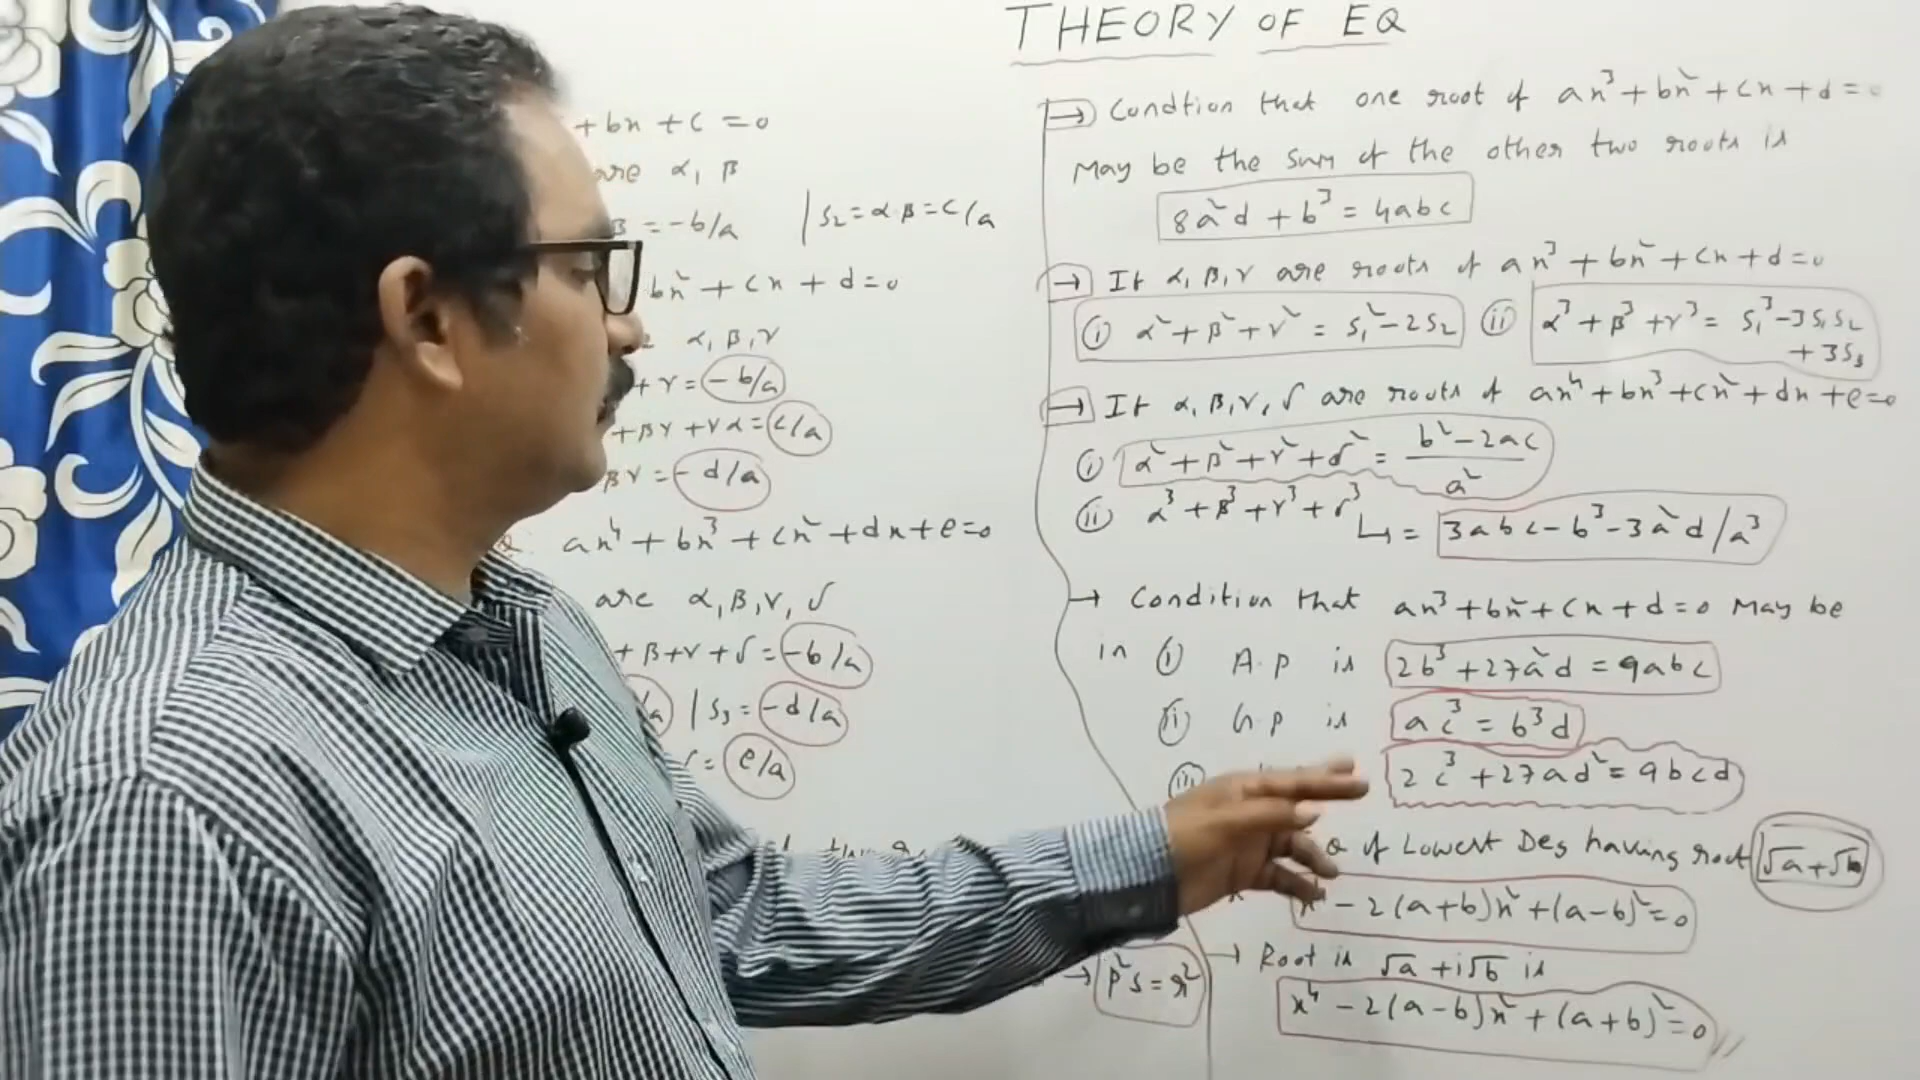 THEORY OF EQ
+ bx + c = 0
are α, β
β = -b/a | S₂ = αβ = c/a
bx² + cx + d = 0
α, β, γ
+ γ = -b/a
+ βγ + γα = c/a
βγ = -d/a
ax⁴ + bx³ + cx² + dx + e = 0
are α, β, γ, δ
+ β + γ + δ = -b/a
/a | S₃ = -d/a
= e/a
→ p²s = r²
→ Condtion that one root of ax³ + bx² + cx + d = 0
May be the sum of the other two roots is
8a²d + b³ = 4abc
→ If α, β, γ are roots of ax³ + bx² + cx + d = 0
(i) α² + β² + γ² = S₁² - 2S₂ (ii) α³ + β³ + γ³ = S₁³ - 3S₁S₂
+ 3S₃
→ If α, β, γ, δ are roots of ax⁴ + bx³ + cx² + dx + e = 0
(i) α² + β² + γ² + δ² = b² - 2ac / a²
(ii) α³ + β³ + γ³ + δ³
↳ = 3abc - b³ - 3a²d / a³
→ Condition that ax³ + bx² + cx + d = 0 May be
in (i) A.P is 2b³ + 27a²d = 9abc
(ii) G.P is ac³ = b³d
(iii) 2c³ + 27ad² = 9bcd
of Lowest Deg having root √a + √b
x⁴ - 2(a+b)x² + (a-b)² = 0
→ Root is √a + i√b is
x⁴ - 2(a-b)x² + (a+b)² = 0